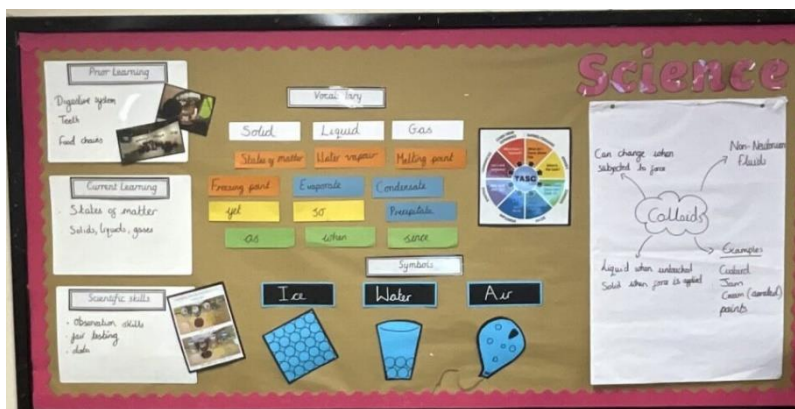 Science
Prior Learning
Digestive system
Teeth
Food chains
Current Learning
States of matter
Solids, liquids, gases
Scientific skills
• observation skills
• fair testing
• data
Vocabulary
Solid
Liquid
Gas
States of matter
Water vapour
Melting point
Freezing point
Evaporate
Condensate
yet
so
Precipitate
as
when
since
Symbols
Ice
Water
Air
TASC
Can change when
subjected to force
Non-Newtonian
Fluids
Colloids
Liquid when untouched
Solid when force is applied
Examples
Custard
Jam
Cream (aerated)
paints